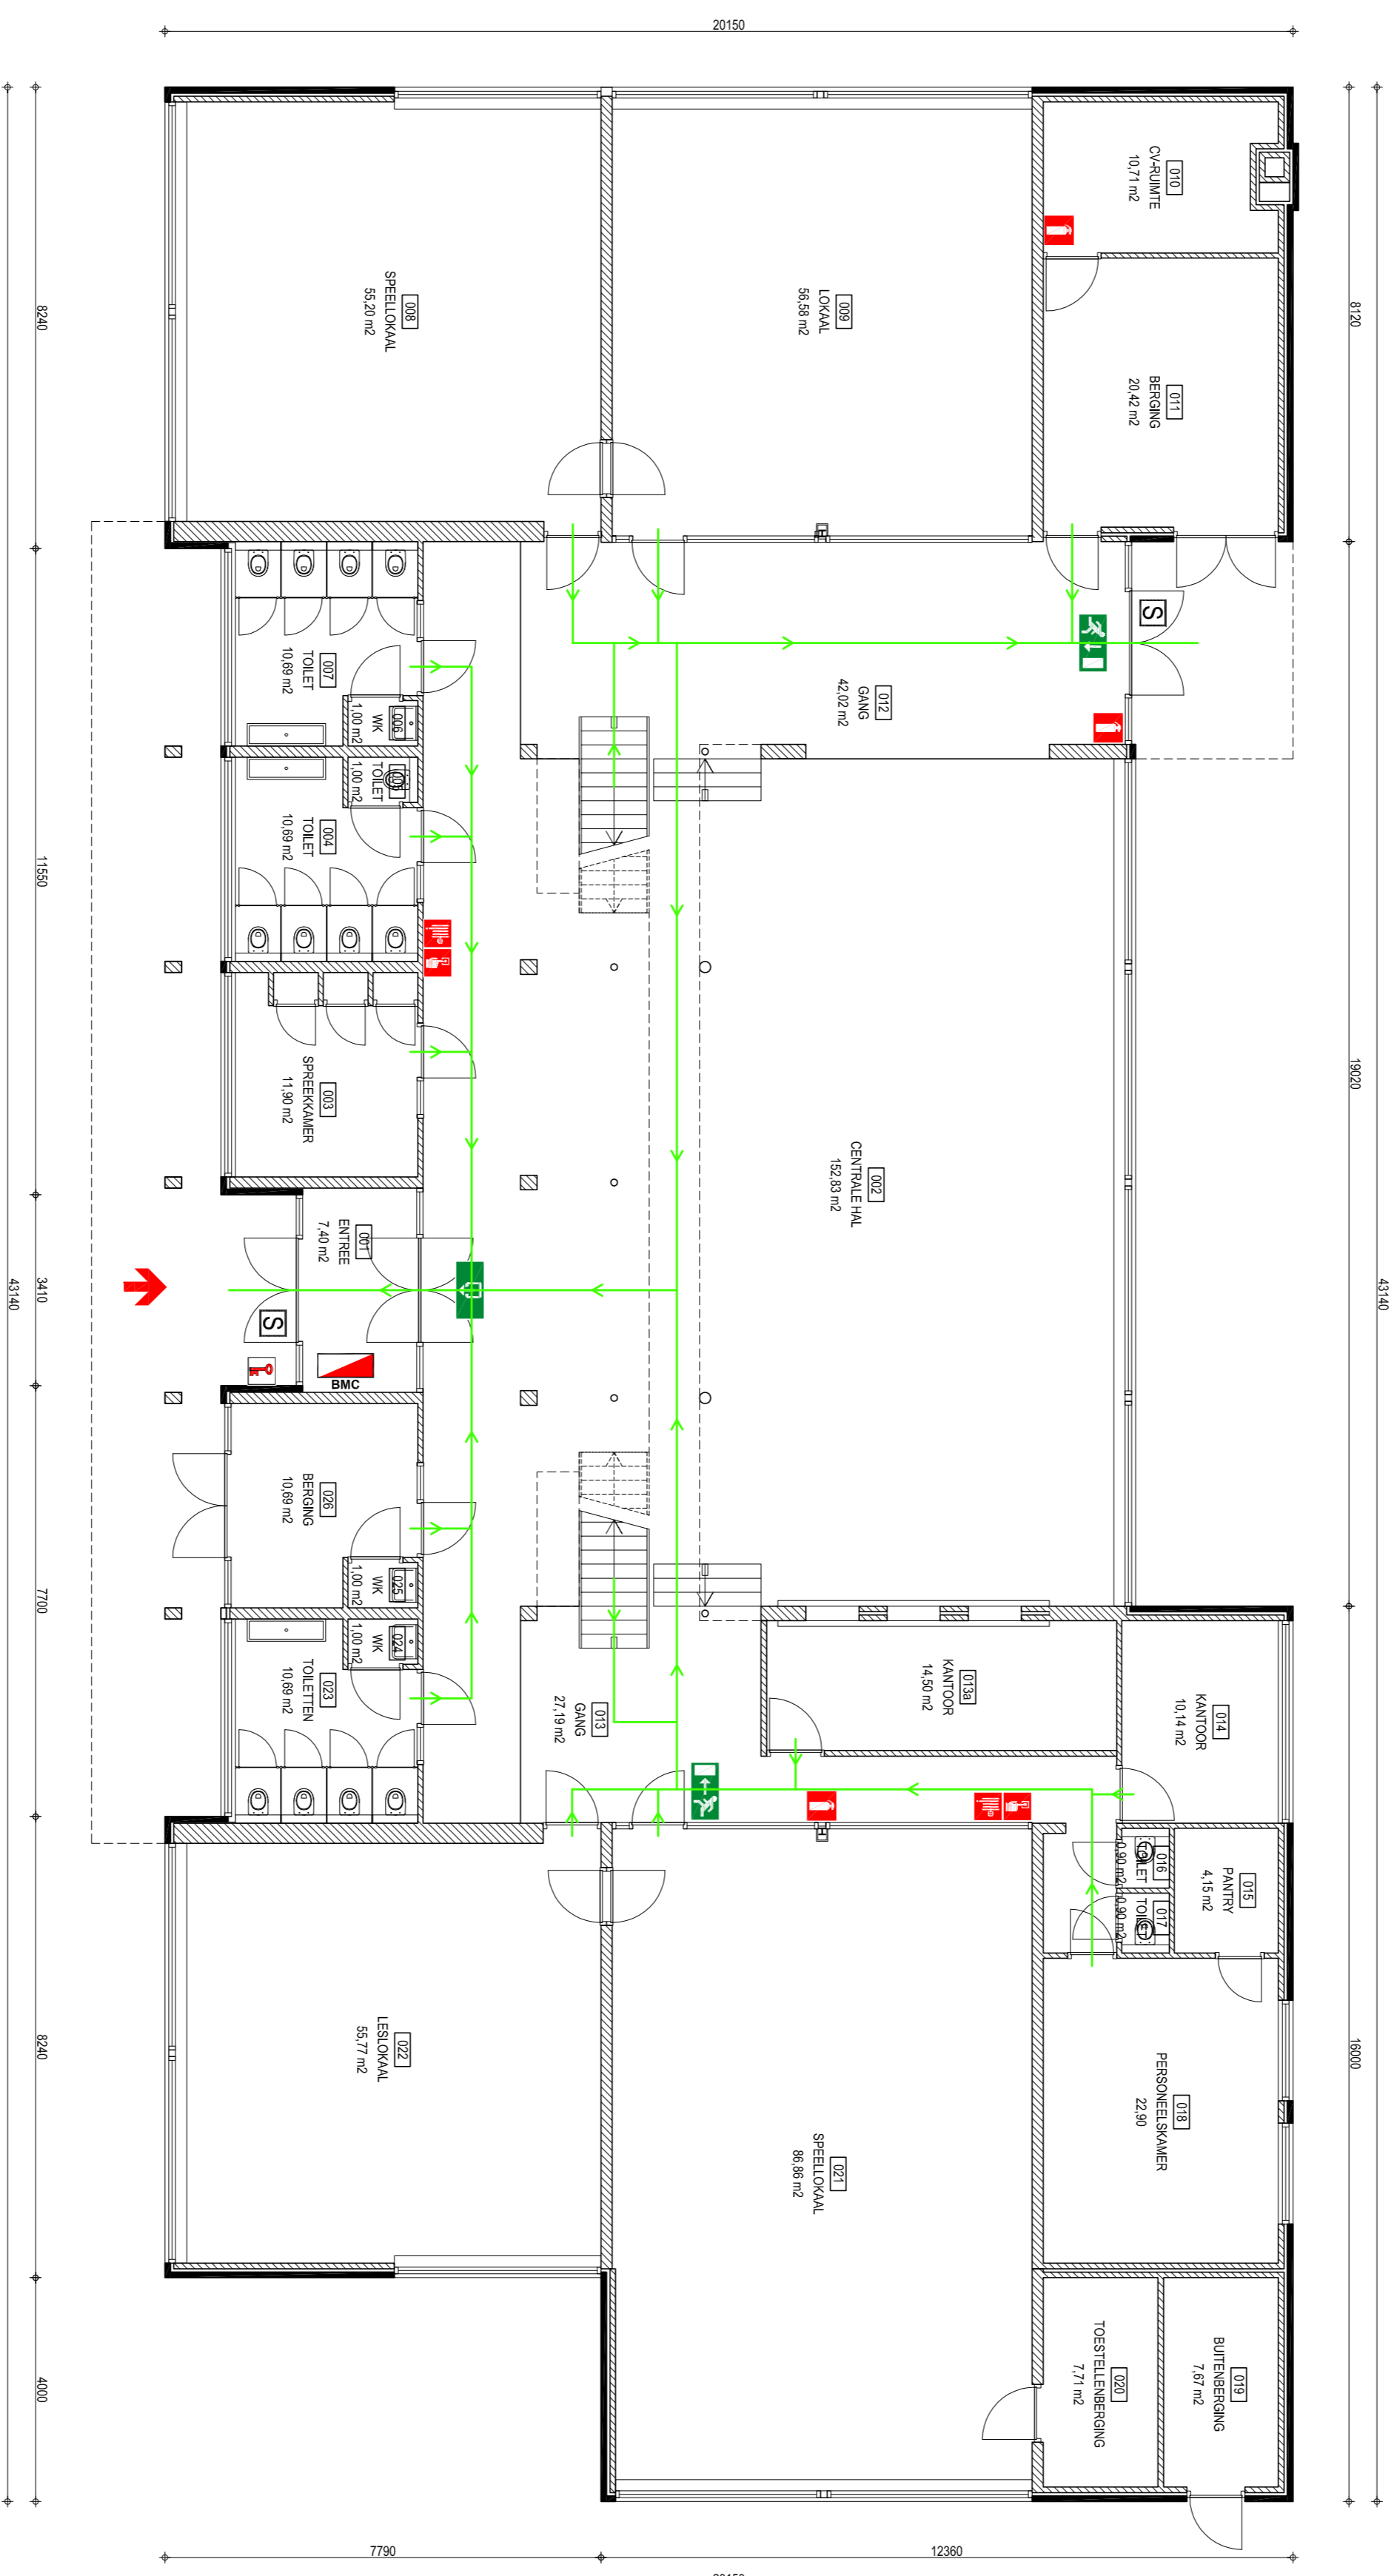 20150
8120
19020
16000
43140
8240
11550
3410
7700
8240
4000
43140
7790
12360
010
CV-RUIMTE
10,71 m2
011
BERGING
20,42 m2
009
LOKAAL
56,58 m2
008
SPEELLOKAAL
55,20 m2
S
012
GANG
42,02 m2
007
TOILET
10,69 m2
006
WK
1,00 m2
005
TOILET
1,00 m2
004
TOILET
10,69 m2
003
SPREEKKAMER
11,90 m2
002
CENTRALE HAL
152,83 m2
001
ENTREE
7,40 m2
S
BMC
026
BERGING
10,69 m2
025
WK
1,00 m2
024
WK
1,00 m2
023
TOILETTEN
10,69 m2
013
GANG
27,19 m2
013a
KANTOOR
14,50 m2
014
KANTOOR
10,14 m2
015
PANTRY
4,15 m2
016
TOILET
0,90 m2
017
TOILET
0,90 m2
018
PERSONEELSKAMER
22,90
022
LESLOKAAL
55,77 m2
021
SPEELLOKAAL
86,86 m2
020
TOESTELLENBERGING
7,71 m2
019
BUITENBERGING
7,67 m2